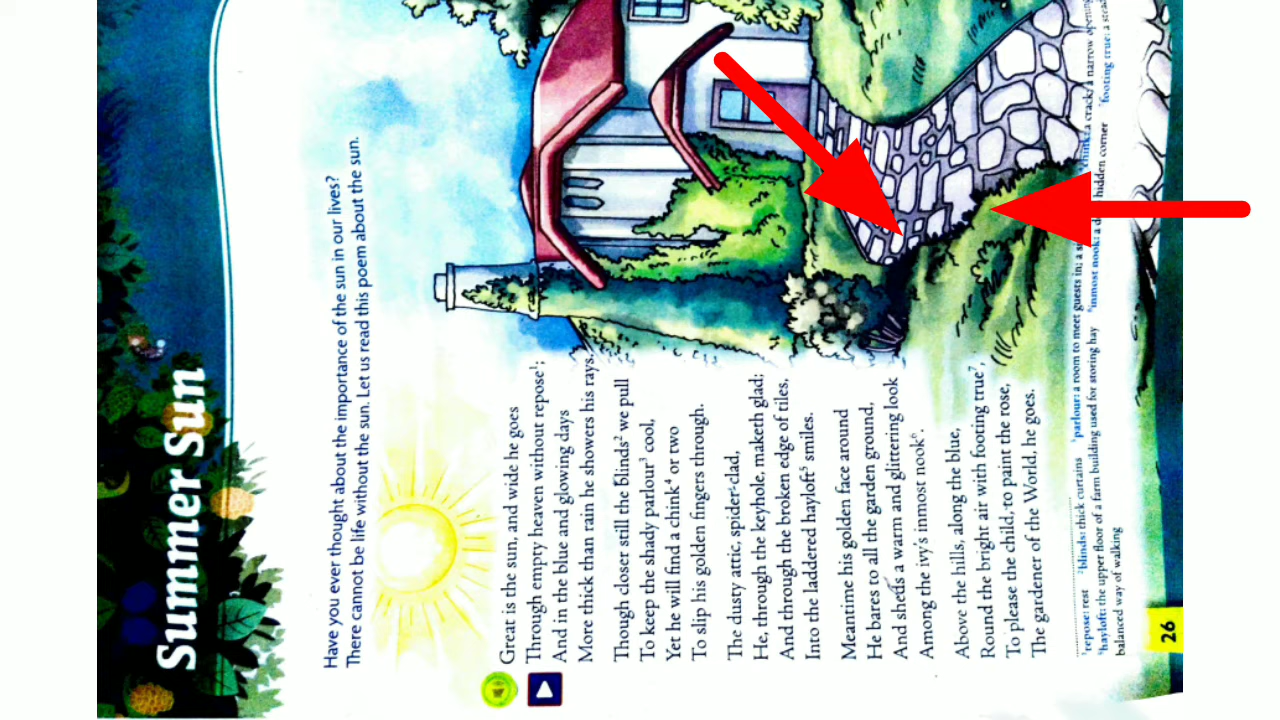 Summer Sun
Have you ever thought about the importance of the sun in our lives?
There cannot be life without the sun. Let us read this poem about the sun.
Great is the sun, and wide he goes
Through empty heaven without repose¹;
And in the blue and glowing days
More thick than rain he showers his rays.
Though closer still the blinds² we pull
To keep the shady parlour³ cool,
Yet he will find a chink⁴ or two
To slip his golden fingers through.
The dusty attic, spider-clad,
He, through the keyhole, maketh glad;
And through the broken edge of tiles,
Into the laddered hayloft⁵ smiles.
Meantime his golden face around
He bares to all the garden ground,
And sheds a warm and glittering look
Among the ivy's inmost nook⁶.
Above the hills, along the blue,
Round the bright air with footing true⁷,
To please the child, to paint the rose,
The gardener of the World, he goes.
¹repose: rest ²blinds: thick curtains ³parlour: a room to meet guests in; a ⁴chink: a crack; a narrow opening
⁵hayloft: the upper floor of a farm building used for storing hay ⁶inmost nook: a hidden corner ⁷footing true: a
balanced way of walking
26